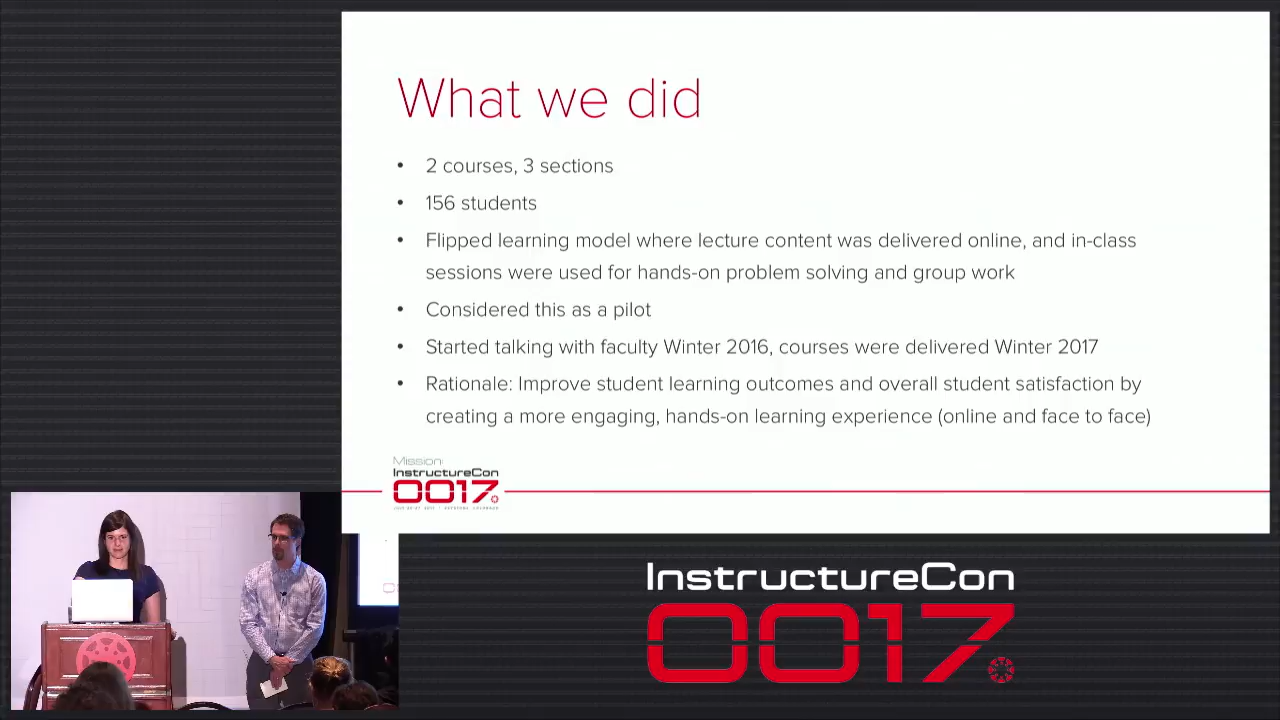 What we did
• 2 courses, 3 sections
• 156 students
• Flipped learning model where lecture content was delivered online, and in-class
sessions were used for hands-on problem solving and group work
• Considered this as a pilot
• Started talking with faculty Winter 2016, courses were delivered Winter 2017
• Rationale: Improve student learning outcomes and overall student satisfaction by
creating a more engaging, hands-on learning experience (online and face to face)
Mission:
InstructureCon
0017
InstructureCon
0017